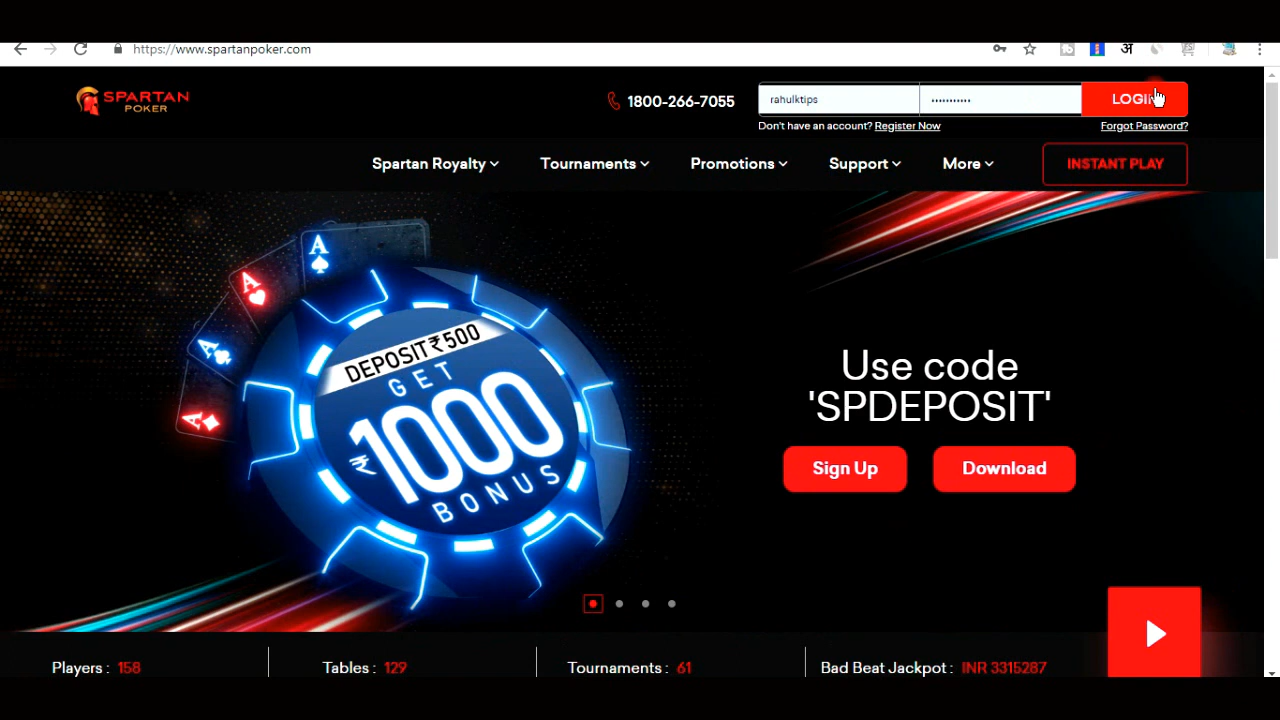 https://www.spartanpoker.com
अ
SPARTAN
POKER
1800-266-7055
rahulktips
LOGIN
Don't have an account? Register Now
Forgot Password?
Spartan Royalty
Tournaments
Promotions
Support
More
INSTANT PLAY
A
A
A
A
DEPOSIT ₹500
GET
₹1000
BONUS
Use code
'SPDEPOSIT'
Sign Up
Download
Players : 158
Tables : 129
Tournaments : 61
Bad Beat Jackpot : INR 3315287